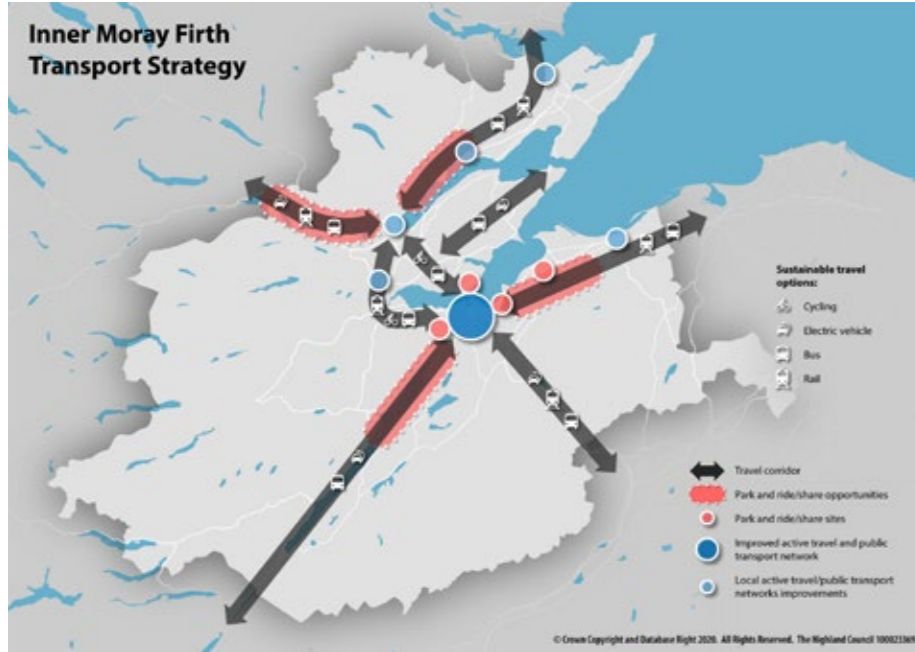 Inner Moray Firth
Transport Strategy
Sustainable travel
options:
Cycling
Electric vehicle
Bus
Rail
Travel corridor
Park and ride/share opportunities
Park and ride/share sites
Improved active travel and public
transport network
Local active travel/public transport
networks improvements
© Crown Copyright and Database Right 2020. All Rights Reserved. The Highland Council 100023369